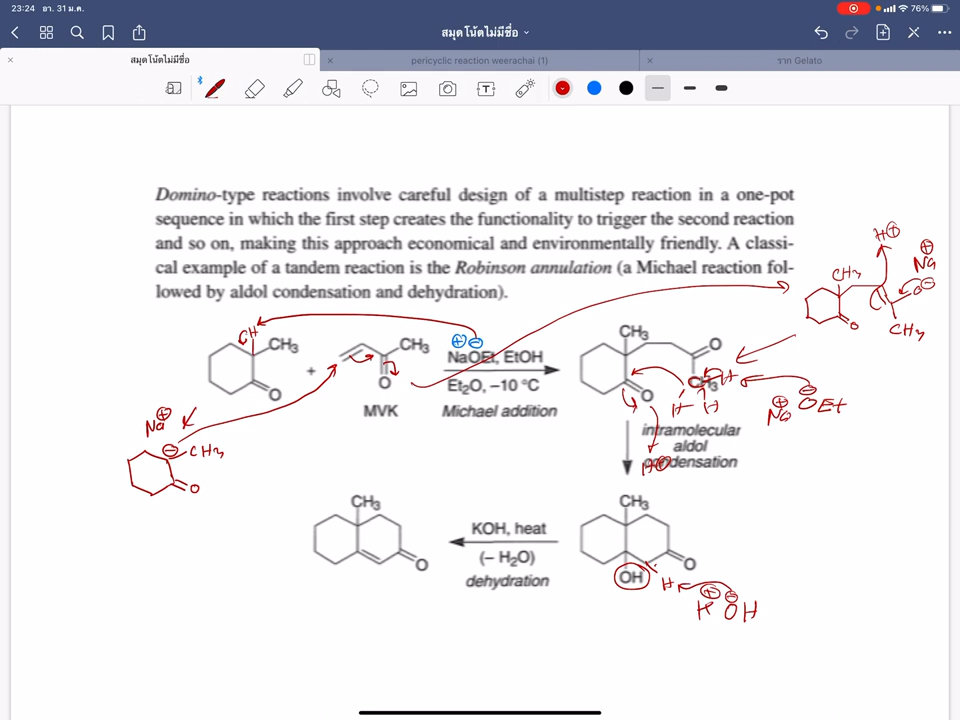 23:24 อา. 31 ม.ค.
76%
สมุดโน้ตไม่มีชื่อ
สมุดโน้ตไม่มีชื่อ
pericyclic reaction weerachai (1)
ราก Gelato
Domino-type reactions involve careful design of a multistep reaction in a one-pot
sequence in which the first step creates the functionality to trigger the second reaction
and so on, making this approach economical and environmentally friendly. A classi-
cal example of a tandem reaction is the Robinson annulation (a Michael reaction fol-
lowed by aldol condensation and dehydration).
H⊕
⊕
Na
CH3
O⊖
O
CH3
H
CH3
O
+
CH3
O
MVK
⊕ ⊖
NaOEt, EtOH
Et2O, –10 °C
Michael addition
CH3
O
O
CH3
H
H H
H⊕
⊕ ⊖
Na OEt
⊕
Na
⊖
CH3
O
intramolecular
aldol
condensation
CH3
O
KOH, heat
(– H2O)
dehydration
CH3
O
OH
H
⊕ ⊖
K OH